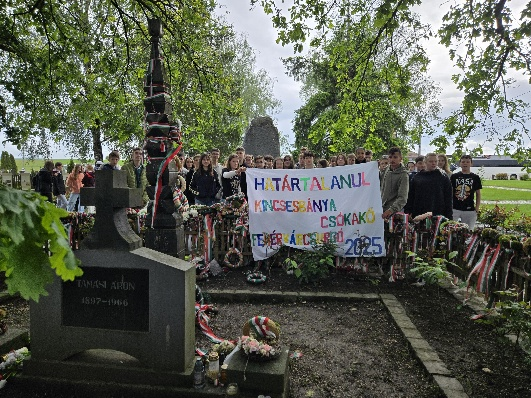 HATÁRTALANUL
KINCSESBÁNYA
CSÓKAKŐ
FEHÉRVÁRCSURGÓ 2025
TAMÁSI ÁRON
1897-1966